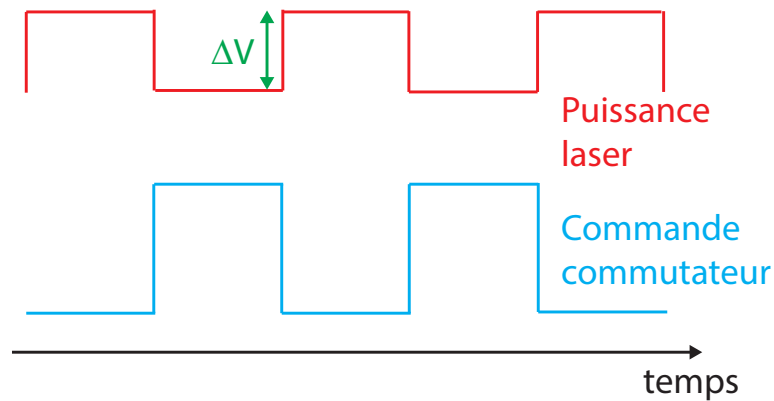 ΔV
Puissance
laser
Commande
commutateur
temps